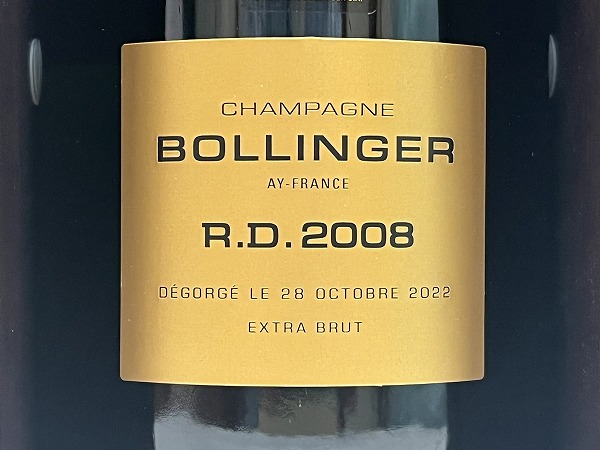 CHAMPAGNE
BOLLINGER
AY-FRANCE
R.D. 2008
DÉGORGÉ LE 28 OCTOBRE 2022
EXTRA BRUT